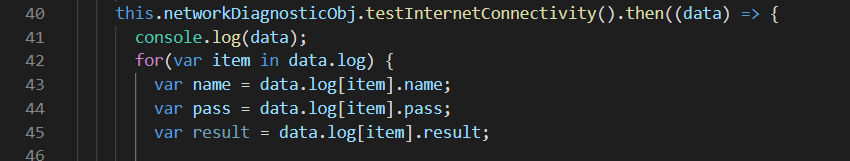 40 this.networkDiagnosticObj.testInternetConnectivity().then((data) => {
41 console.log(data);
42 for(var item in data.log) {
43 var name = data.log[item].name;
44 var pass = data.log[item].pass;
45 var result = data.log[item].result;
46